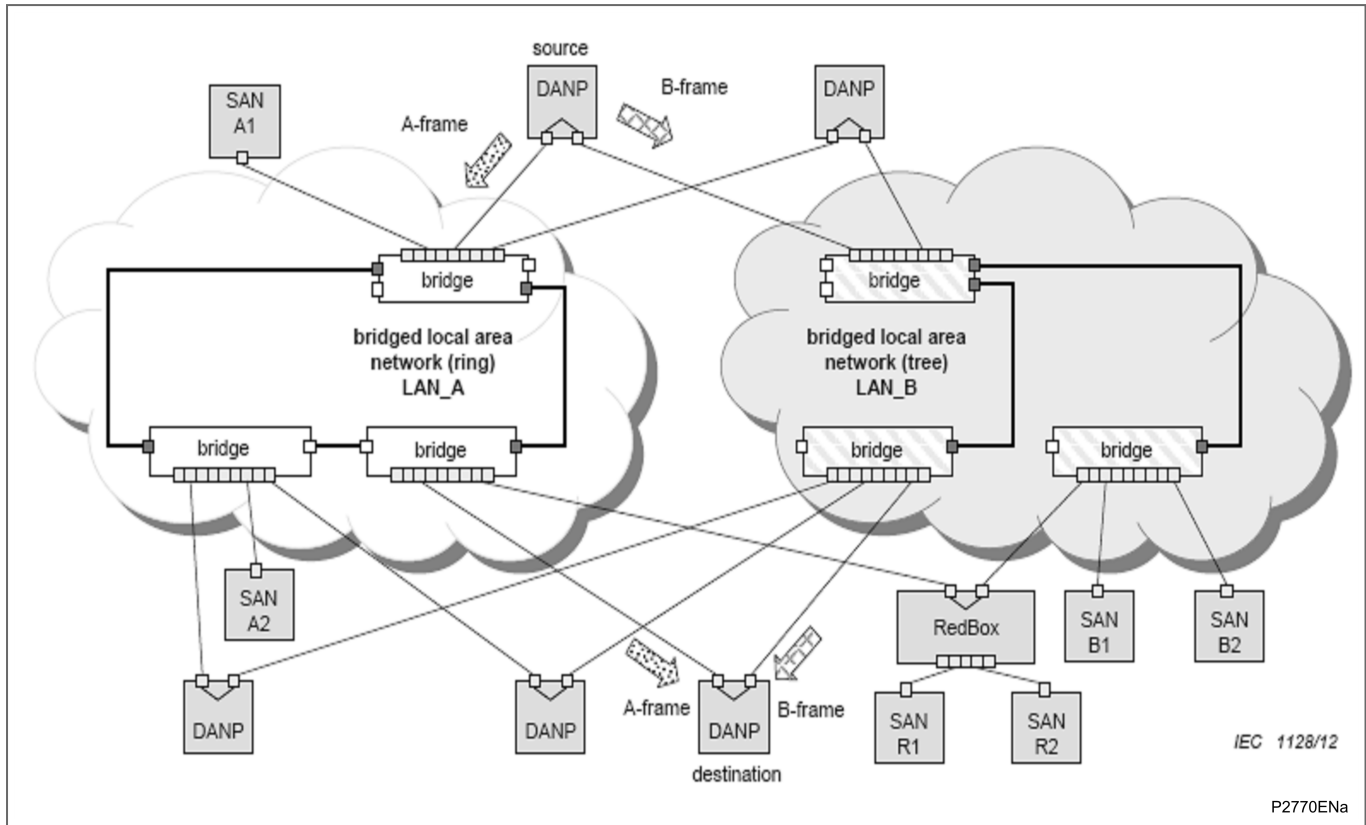 source
DANP
B-frame
DANP
SAN
A1
A-frame
bridge
bridge
bridged local area
network (ring)
LAN_A
bridged local area
network (tree)
LAN_B
bridge
bridge
bridge
bridge
SAN
A2
RedBox
SAN
B1
SAN
B2
DANP
DANP
A-frame
DANP
B-frame
destination
SAN
R1
SAN
R2
IEC 1128/12
P2770ENa